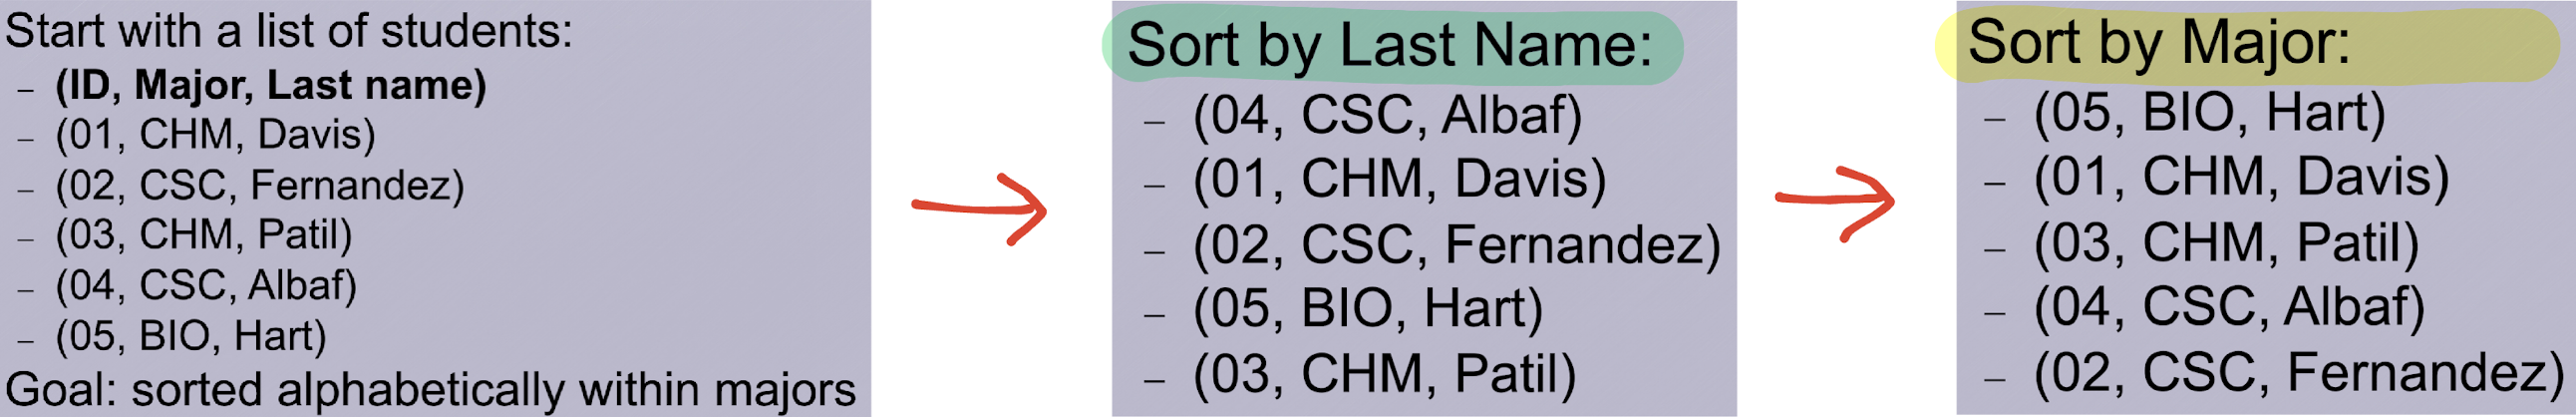 Start with a list of students:
– (ID, Major, Last name)
– (01, CHM, Davis)
– (02, CSC, Fernandez)
– (03, CHM, Patil)
– (04, CSC, Albaf)
– (05, BIO, Hart)
Goal: sorted alphabetically within majors
Sort by Last Name:
– (04, CSC, Albaf)
– (01, CHM, Davis)
– (02, CSC, Fernandez)
– (05, BIO, Hart)
– (03, CHM, Patil)
Sort by Major:
– (05, BIO, Hart)
– (01, CHM, Davis)
– (03, CHM, Patil)
– (04, CSC, Albaf)
– (02, CSC, Fernandez)